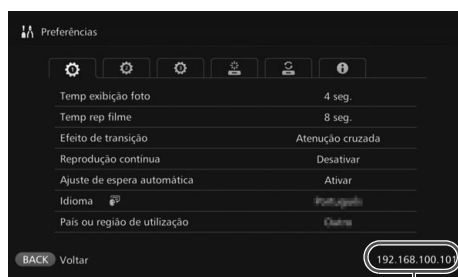 Preferências
Temp exibição foto 4 seg.
Temp rep filme 8 seg.
Efeito de transição Atenução cruzada
Reprodução contínua Desativar
Ajuste de espera automática Ativar
Idioma
País ou região de utilização
BACK Voltar 192.168.100.101